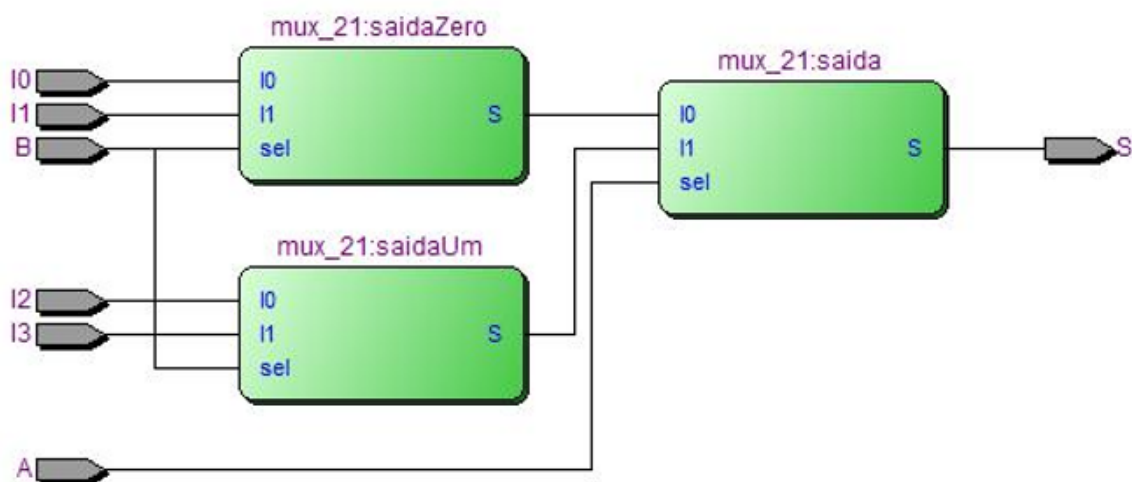 mux_21:saidaZero
I0 I0
I1 I1 S
B sel
mux_21:saida
I0
I1 S S
sel
mux_21:saidaUm
I2 I0
I3 I1 S
sel
A